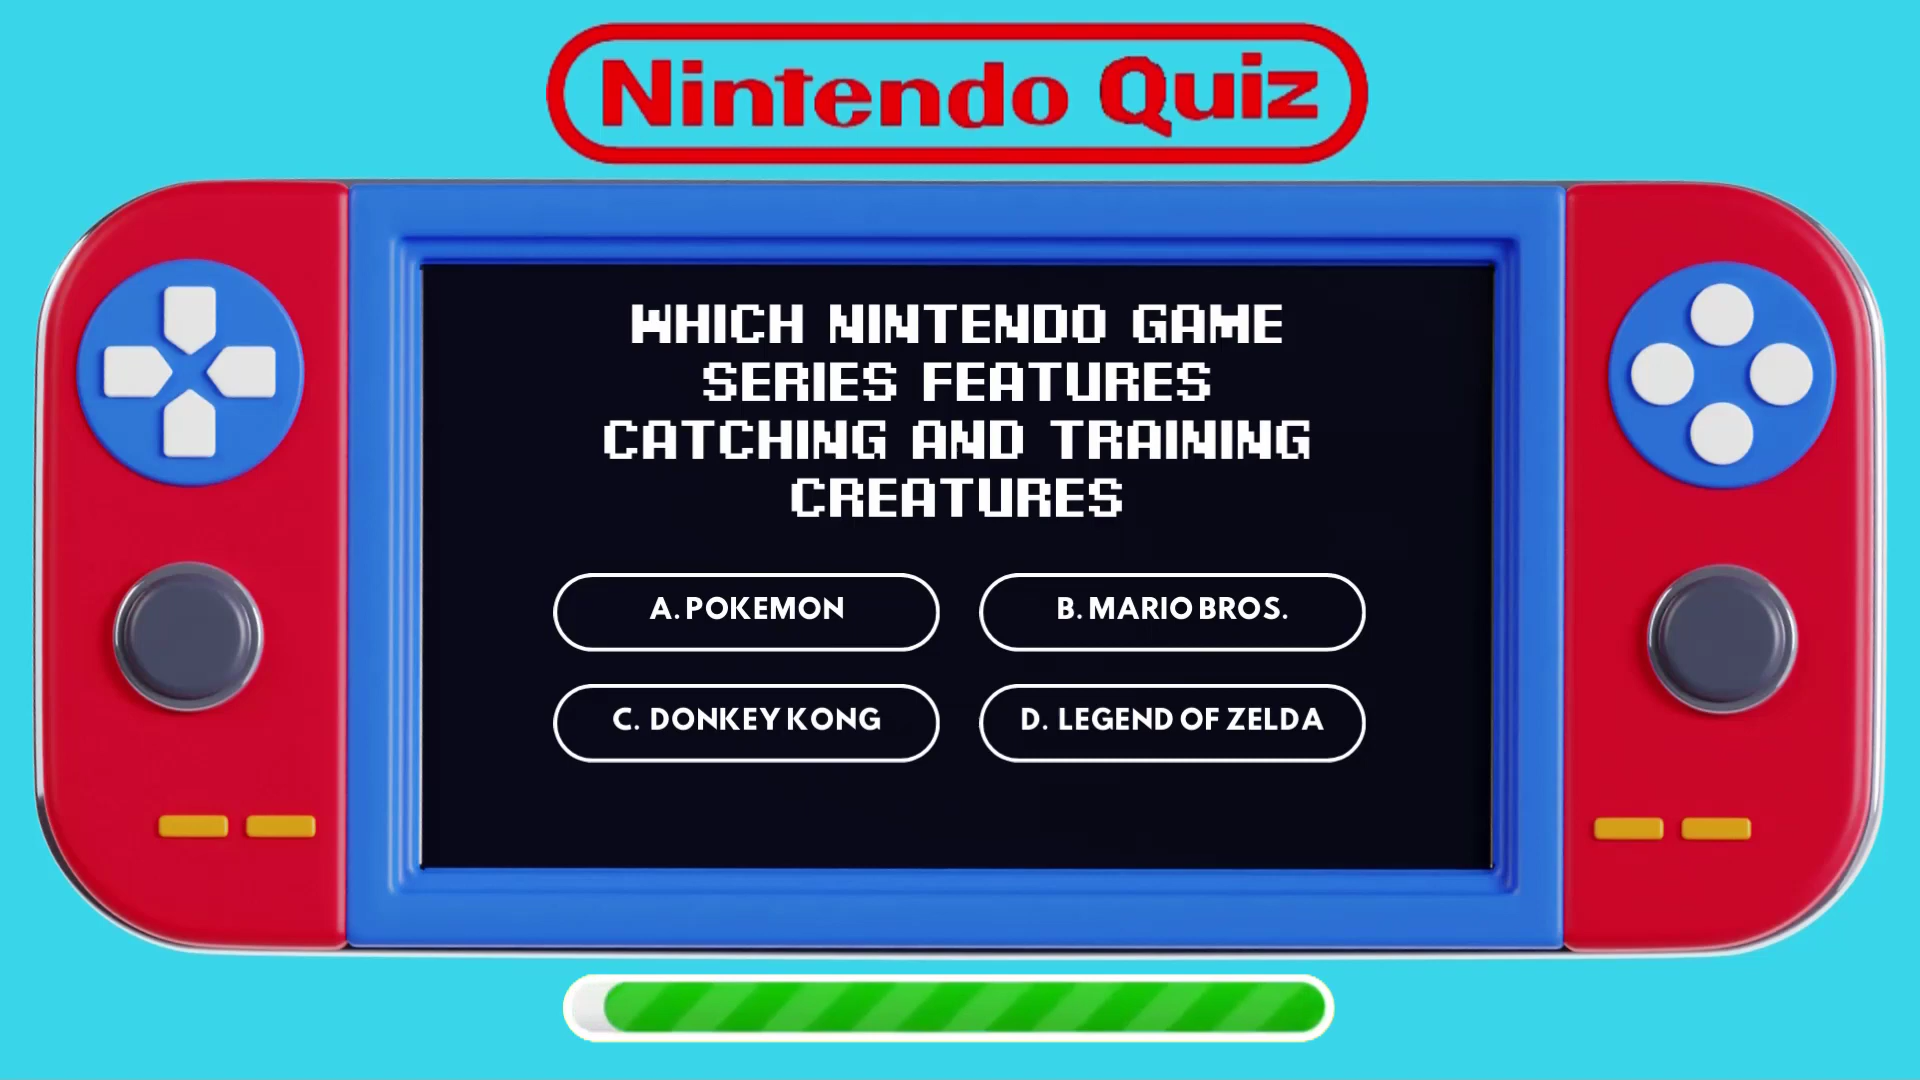 Nintendo Quiz
WHICH NINTENDO GAME
SERIES FEATURES
CATCHING AND TRAINING
CREATURES
A. POKEMON
B. MARIO BROS.
C. DONKEY KONG
D. LEGEND OF ZELDA